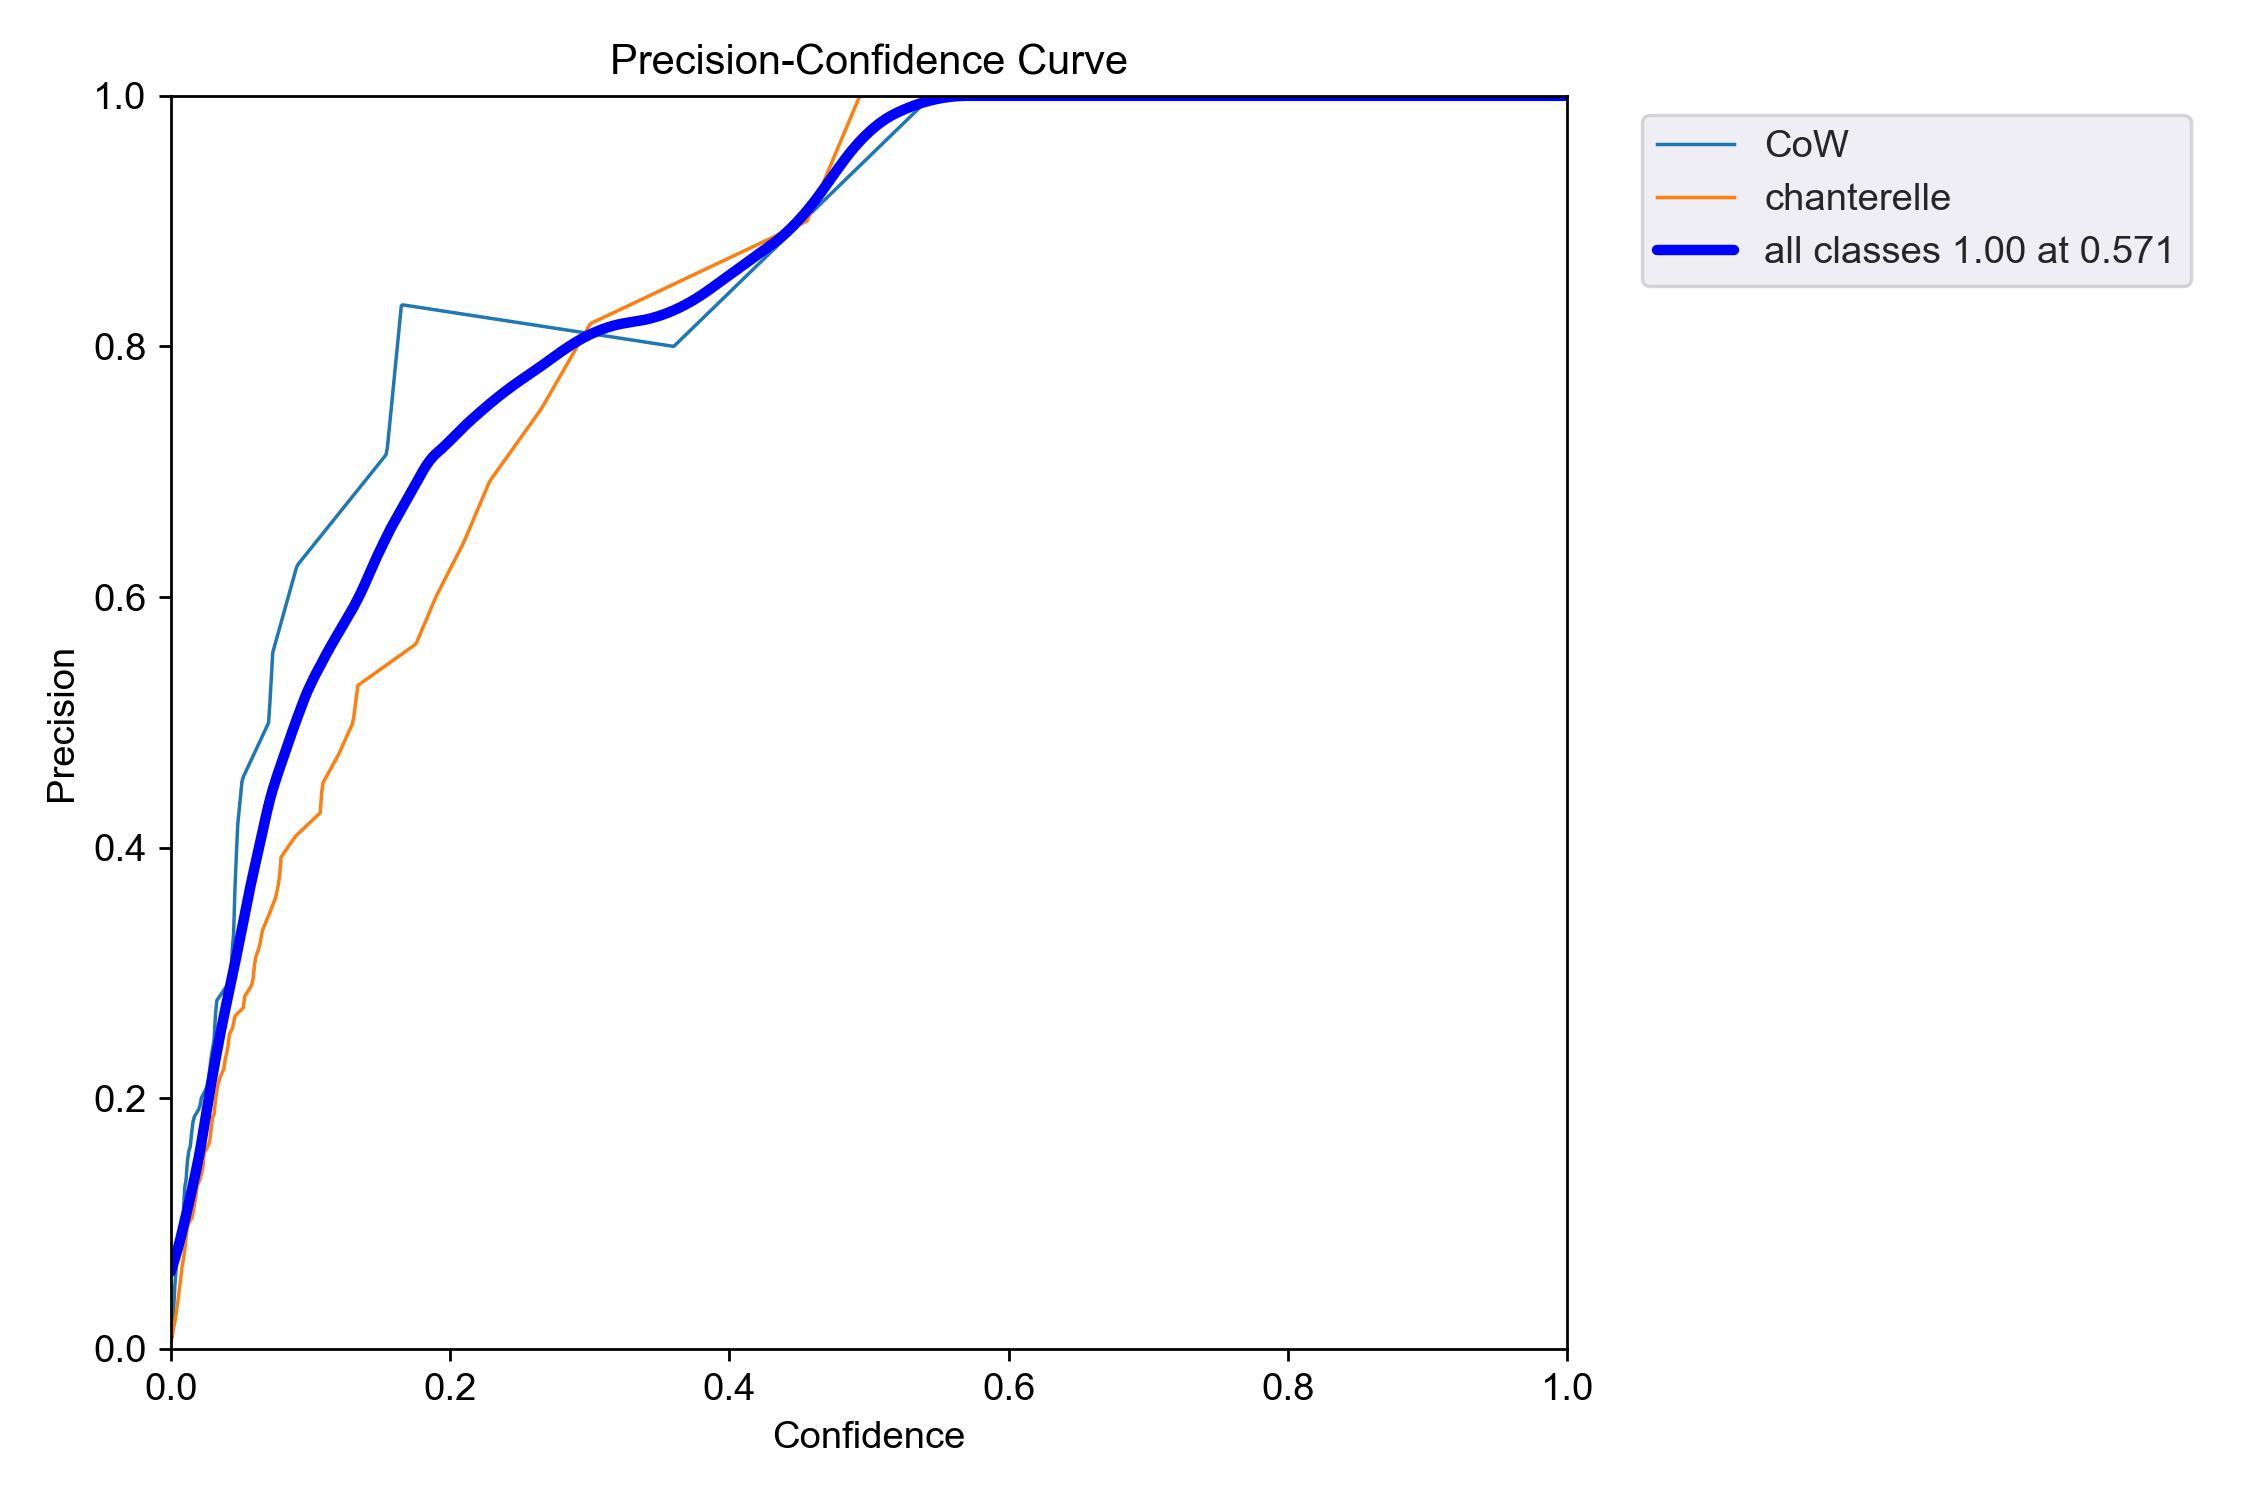 Precision-Confidence Curve
1.0
0.8
0.6
0.4
0.2
0.0
Precision
0.0 0.2 0.4 0.6 0.8 1.0
Confidence
CoW
chanterelle
all classes 1.00 at 0.571